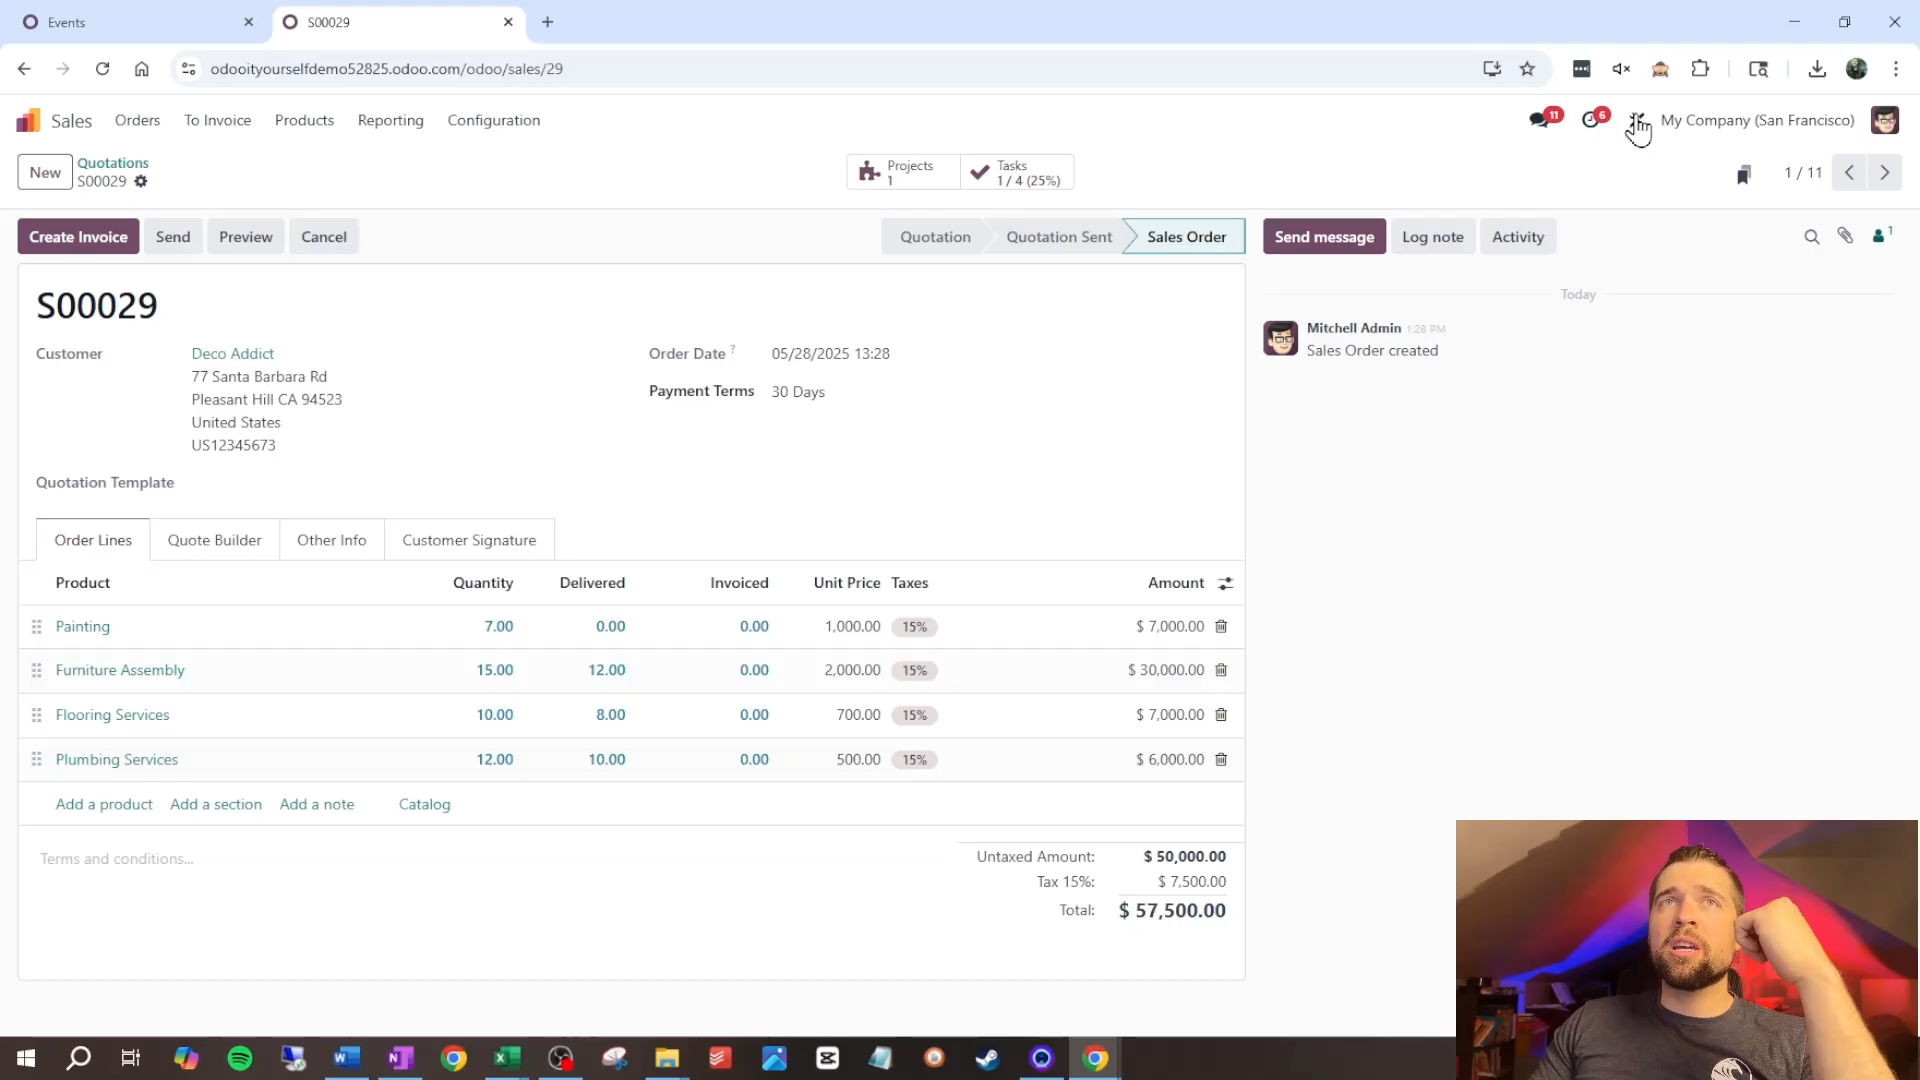 Events
S00029
odooityourselfdemo52825.odoo.com/odoo/sales/29
Sales
Orders
To Invoice
Products
Reporting
Configuration
11
6
My Company (San Francisco)
New
Quotations
S00029
Projects
1
Tasks
1 / 4 (25%)
1 / 11
Create Invoice
Send
Preview
Cancel
Quotation
Quotation Sent
Sales Order
Send message
Log note
Activity
1
S00029
Customer
Deco Addict
77 Santa Barbara Rd
Pleasant Hill CA 94523
United States
US12345673
Order Date ?
05/28/2025 13:28
Payment Terms
30 Days
Quotation Template
Today
Mitchell Admin 1:28 PM
Sales Order created
Order Lines
Quote Builder
Other Info
Customer Signature
Product Quantity Delivered Invoiced Unit Price Taxes Amount
Painting 7.00 0.00 0.00 1,000.00 15% $ 7,000.00
Furniture Assembly 15.00 12.00 0.00 2,000.00 15% $ 30,000.00
Flooring Services 10.00 8.00 0.00 700.00 15% $ 7,000.00
Plumbing Services 12.00 10.00 0.00 500.00 15% $ 6,000.00
Add a product Add a section Add a note Catalog
Terms and conditions...
Untaxed Amount: $ 50,000.00
Tax 15%: $ 7,500.00
Total: $ 57,500.00